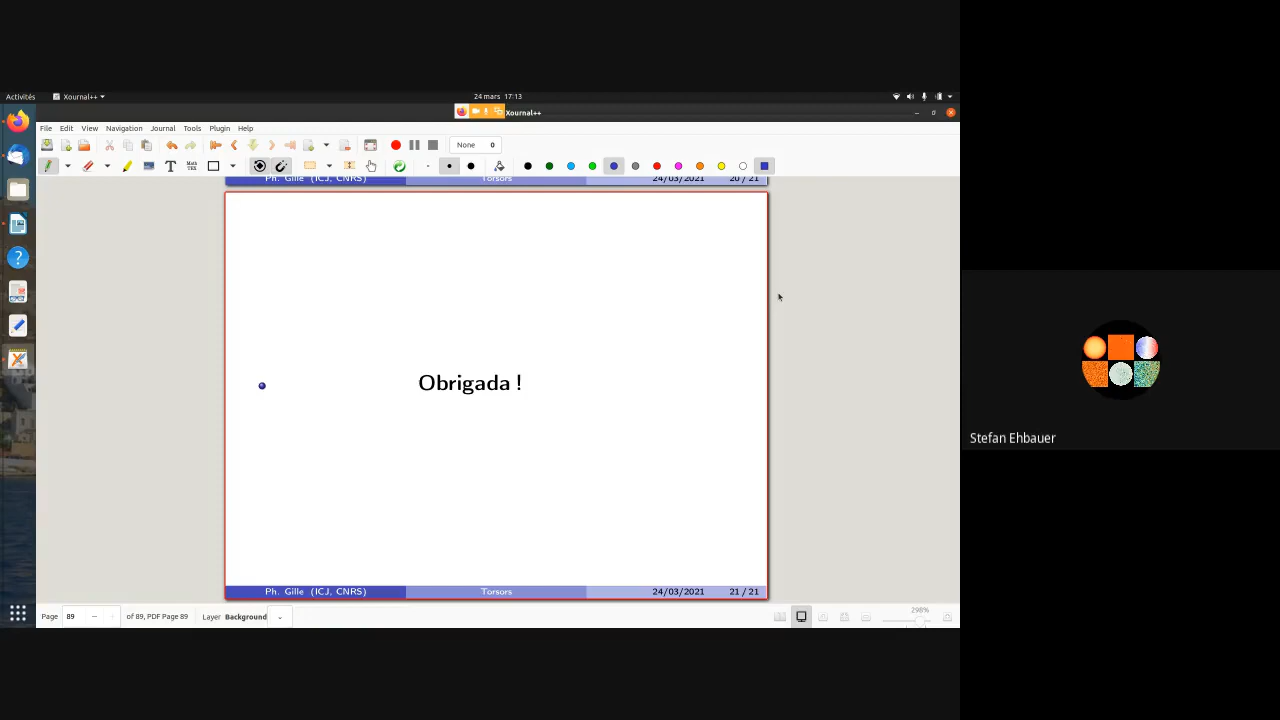 Activités Xournal++ 24 mars 17:13
Xournal++
File Edit View Navigation Journal Tools Plugin Help
None 0
Ph. Gille (ICJ, CNRS) Torsors 24/03/2021 20 / 21
Obrigada !
Stefan Ehbauer
Ph. Gille (ICJ, CNRS) Torsors 24/03/2021 21 / 21
Page 89 of 89, PDF Page 89 Layer Background 298%